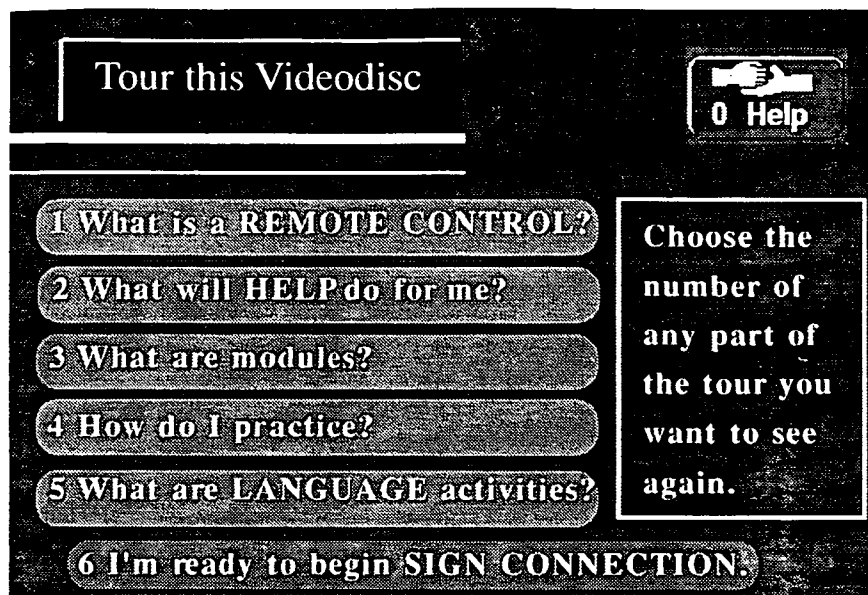 Tour this Videodisc
0 Help
1 What is a REMOTE CONTROL?
2 What will HELP do for me?
3 What are modules?
4 How do I practice?
5 What are LANGUAGE activities?
6 I'm ready to begin SIGN CONNECTION.
Choose the
number of
any part of
the tour you
want to see
again.